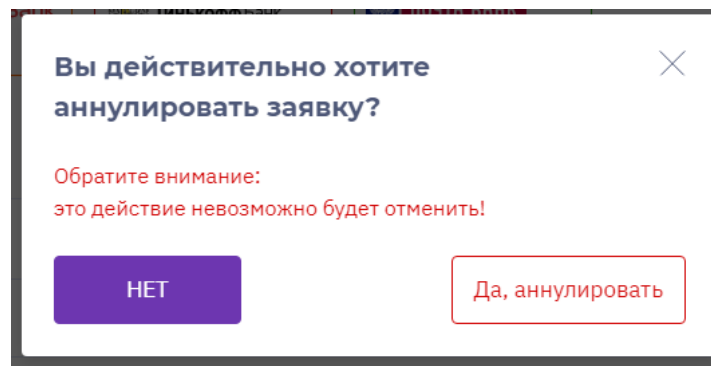 Вы действительно хотите
аннулировать заявку?
Обратите внимание:
это действие невозможно будет отменить!
НЕТ
Да, аннулировать